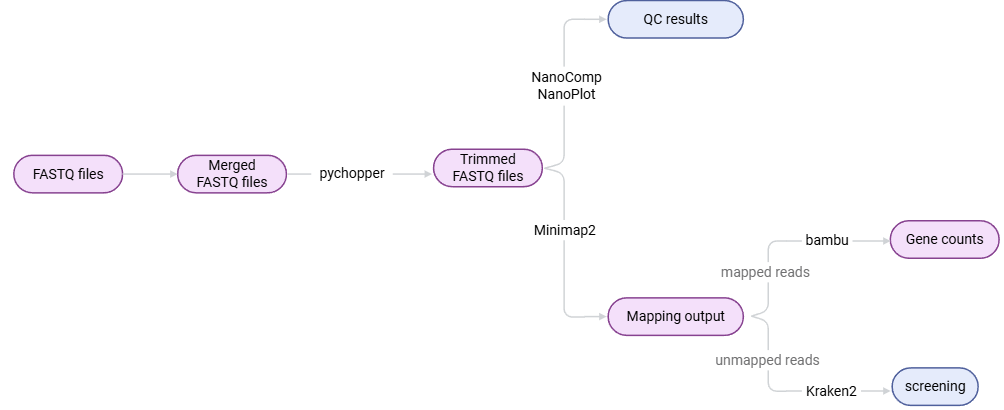 QC results
NanoComp
NanoPlot
FASTQ files
Merged
FASTQ files
pychopper
Trimmed
FASTQ files
Minimap2
bambu
Gene counts
mapped reads
Mapping output
unmapped reads
Kraken2
screening